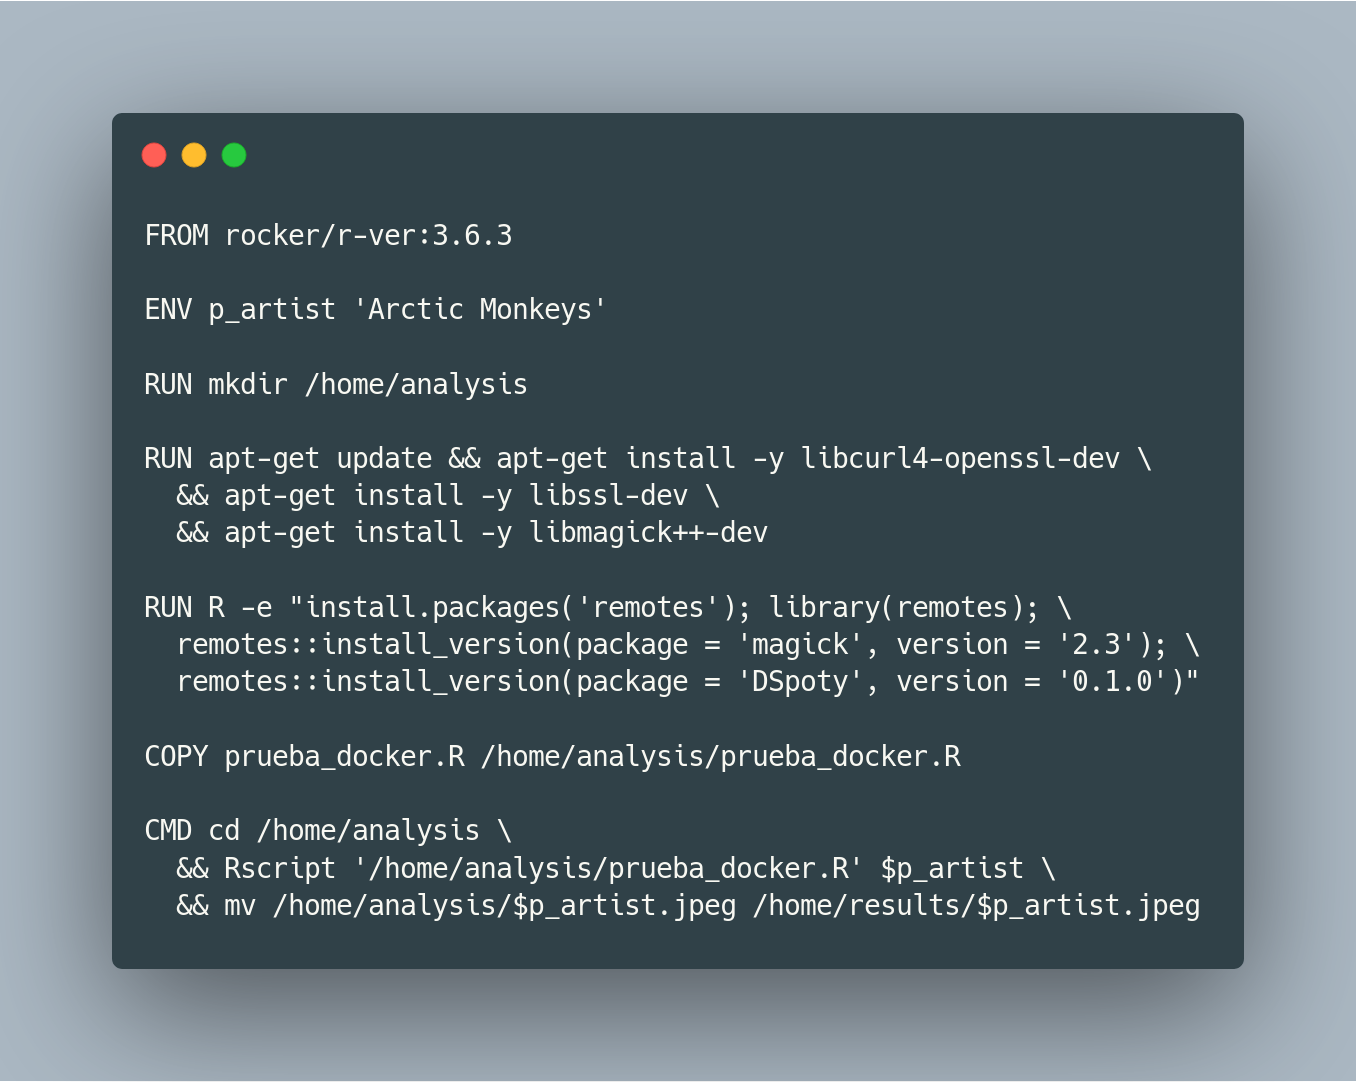 FROM rocker/r-ver:3.6.3
ENV p_artist 'Arctic Monkeys'
RUN mkdir /home/analysis
RUN apt-get update && apt-get install -y libcurl4-openssl-dev \
  && apt-get install -y libssl-dev \
  && apt-get install -y libmagick++-dev
RUN R -e "install.packages('remotes'); library(remotes); \
  remotes::install_version(package = 'magick', version = '2.3'); \
  remotes::install_version(package = 'DSpoty', version = '0.1.0')"
COPY prueba_docker.R /home/analysis/prueba_docker.R
CMD cd /home/analysis \
  && Rscript '/home/analysis/prueba_docker.R' $p_artist \
  && mv /home/analysis/$p_artist.jpeg /home/results/$p_artist.jpeg